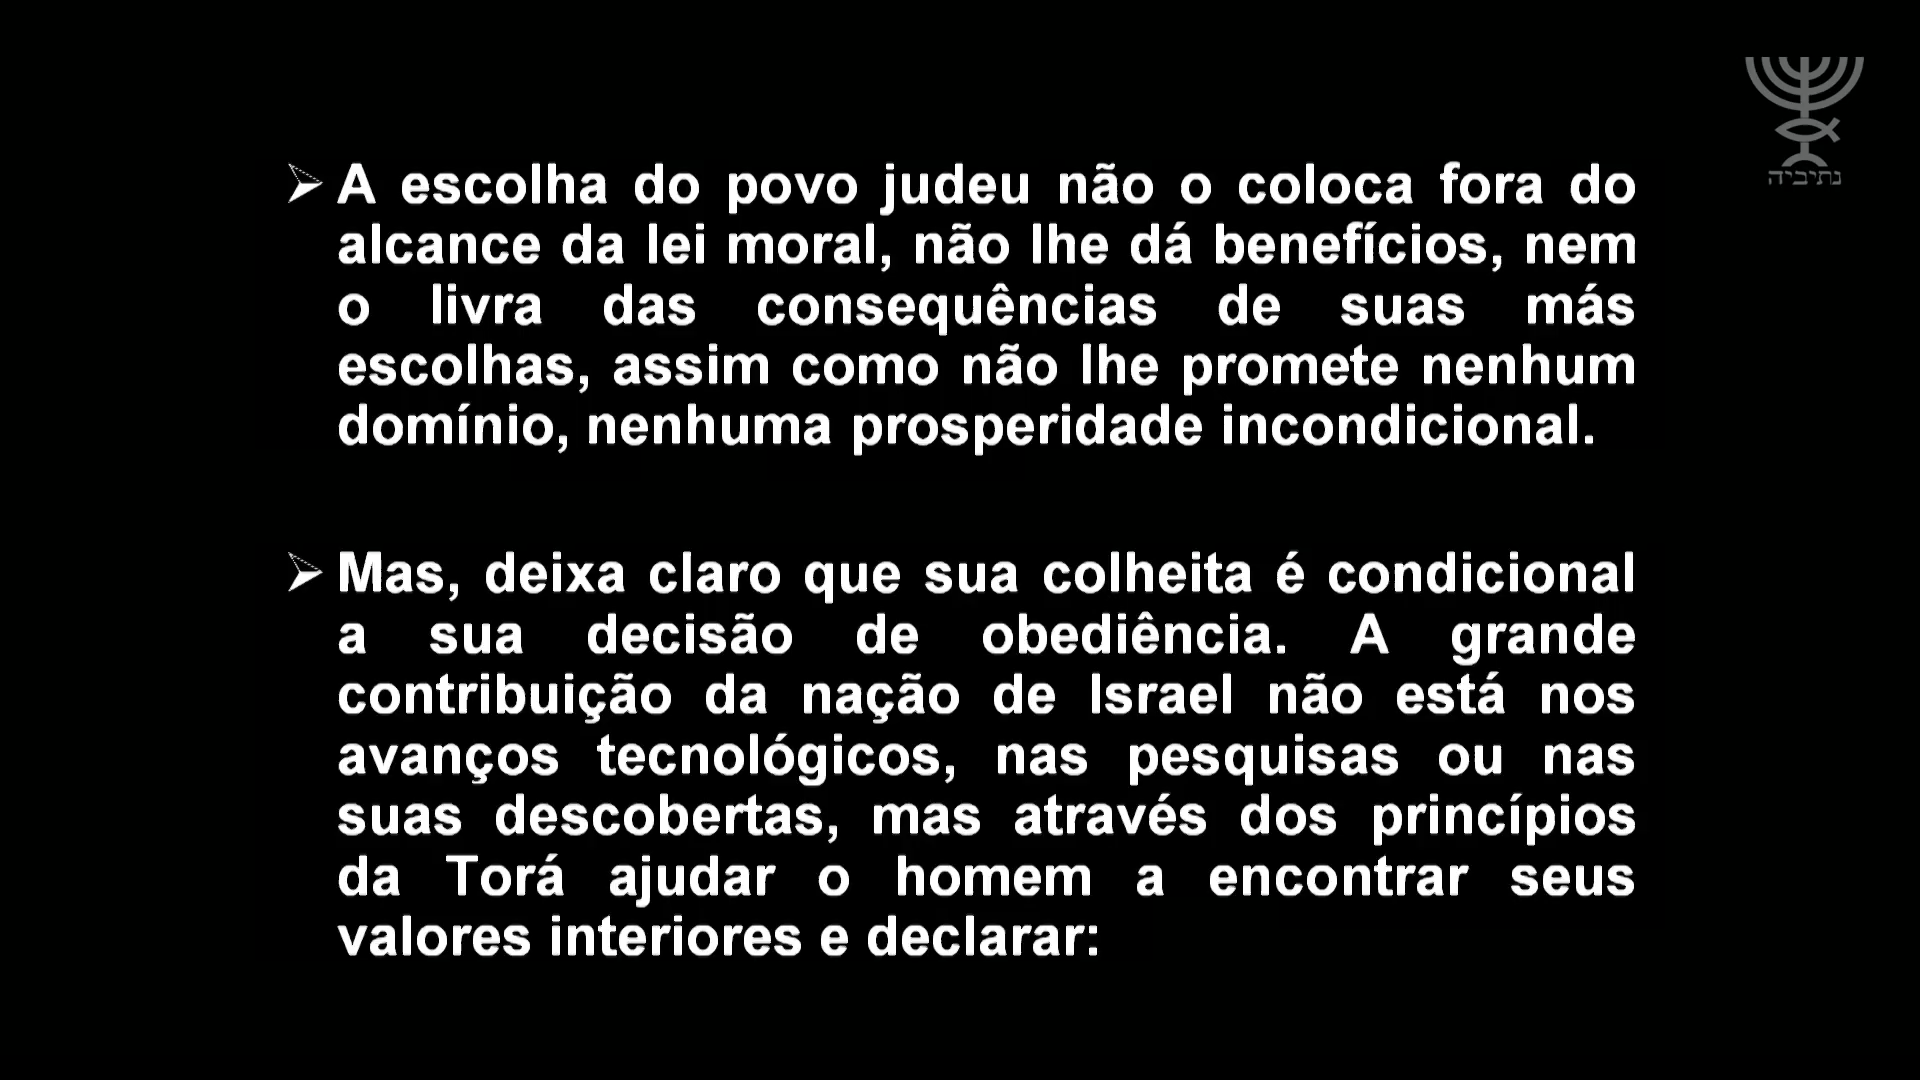 נתיביה
➢ A escolha do povo judeu não o coloca fora do
alcance da lei moral, não lhe dá benefícios, nem
o livra das consequências de suas más
escolhas, assim como não lhe promete nenhum
domínio, nenhuma prosperidade incondicional.
➢ Mas, deixa claro que sua colheita é condicional
a sua decisão de obediência. A grande
contribuição da nação de Israel não está nos
avanços tecnológicos, nas pesquisas ou nas
suas descobertas, mas através dos princípios
da Torá ajudar o homem a encontrar seus
valores interiores e declarar: